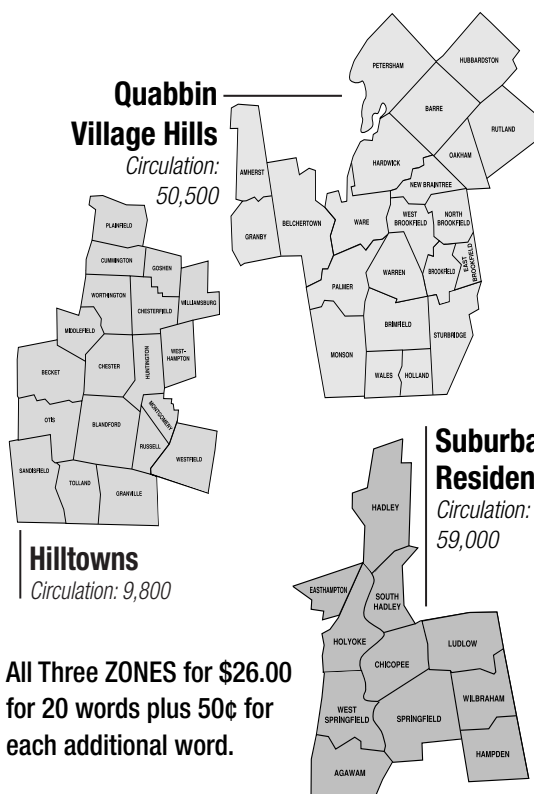 Quabbin
Village Hills
Circulation:
50,500
PETERSHAM
HUBBARDSTON
BARRE
RUTLAND
HARDWICK
OAKHAM
NEW BRAINTREE
AMHERST
GRANBY
BELCHERTOWN
WARE
WEST
BROOKFIELD
NORTH
BROOKFIELD
PALMER
WARREN
BROOKFIELD
EAST
BROOKFIELD
MONSON
BRIMFIELD
STURBRIDGE
WALES
HOLLAND
PLAINFIELD
CUMMINGTON
GOSHEN
WORTHINGTON
CHESTERFIELD
WILLIAMSBURG
MIDDLEFIELD
BECKET
CHESTER
HUNTINGTON
WEST-
HAMPTON
OTIS
BLANDFORD
MONTGOMERY
RUSSELL
WESTFIELD
SANDISFIELD
TOLLAND
GRANVILLE
Hilltowns
Circulation: 9,800
Suburba
Residen
Circulation:
59,000
HADLEY
EASTHAMPTON
SOUTH
HADLEY
HOLYOKE
CHICOPEE
LUDLOW
WEST
SPRINGFIELD
SPRINGFIELD
WILBRAHAM
AGAWAM
HAMPDEN
All Three ZONES for $26.00
for 20 words plus 50¢ for
each additional word.